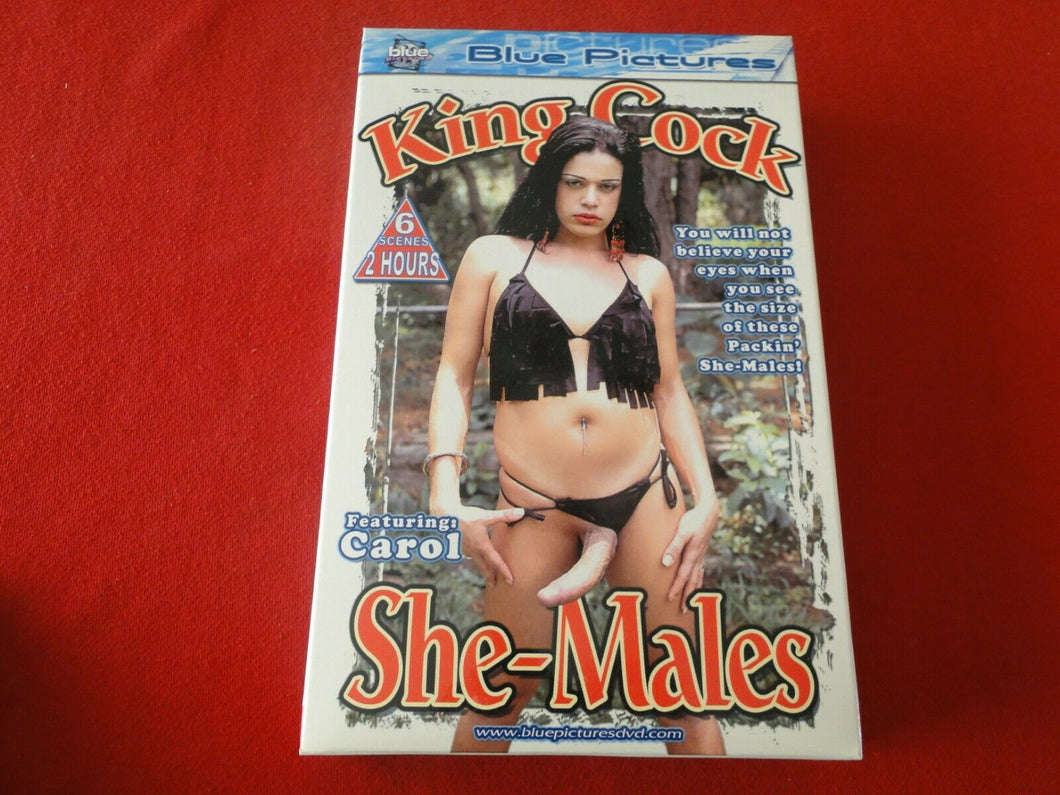 blue
Blue Pictures
King Cock
6
SCENES
2 HOURS
You will not
believe your
eyes when
you see
the size
of these
Packin'
She-Males!
Featuring:
Carol
She-Males
www.bluepicturesdvd.com